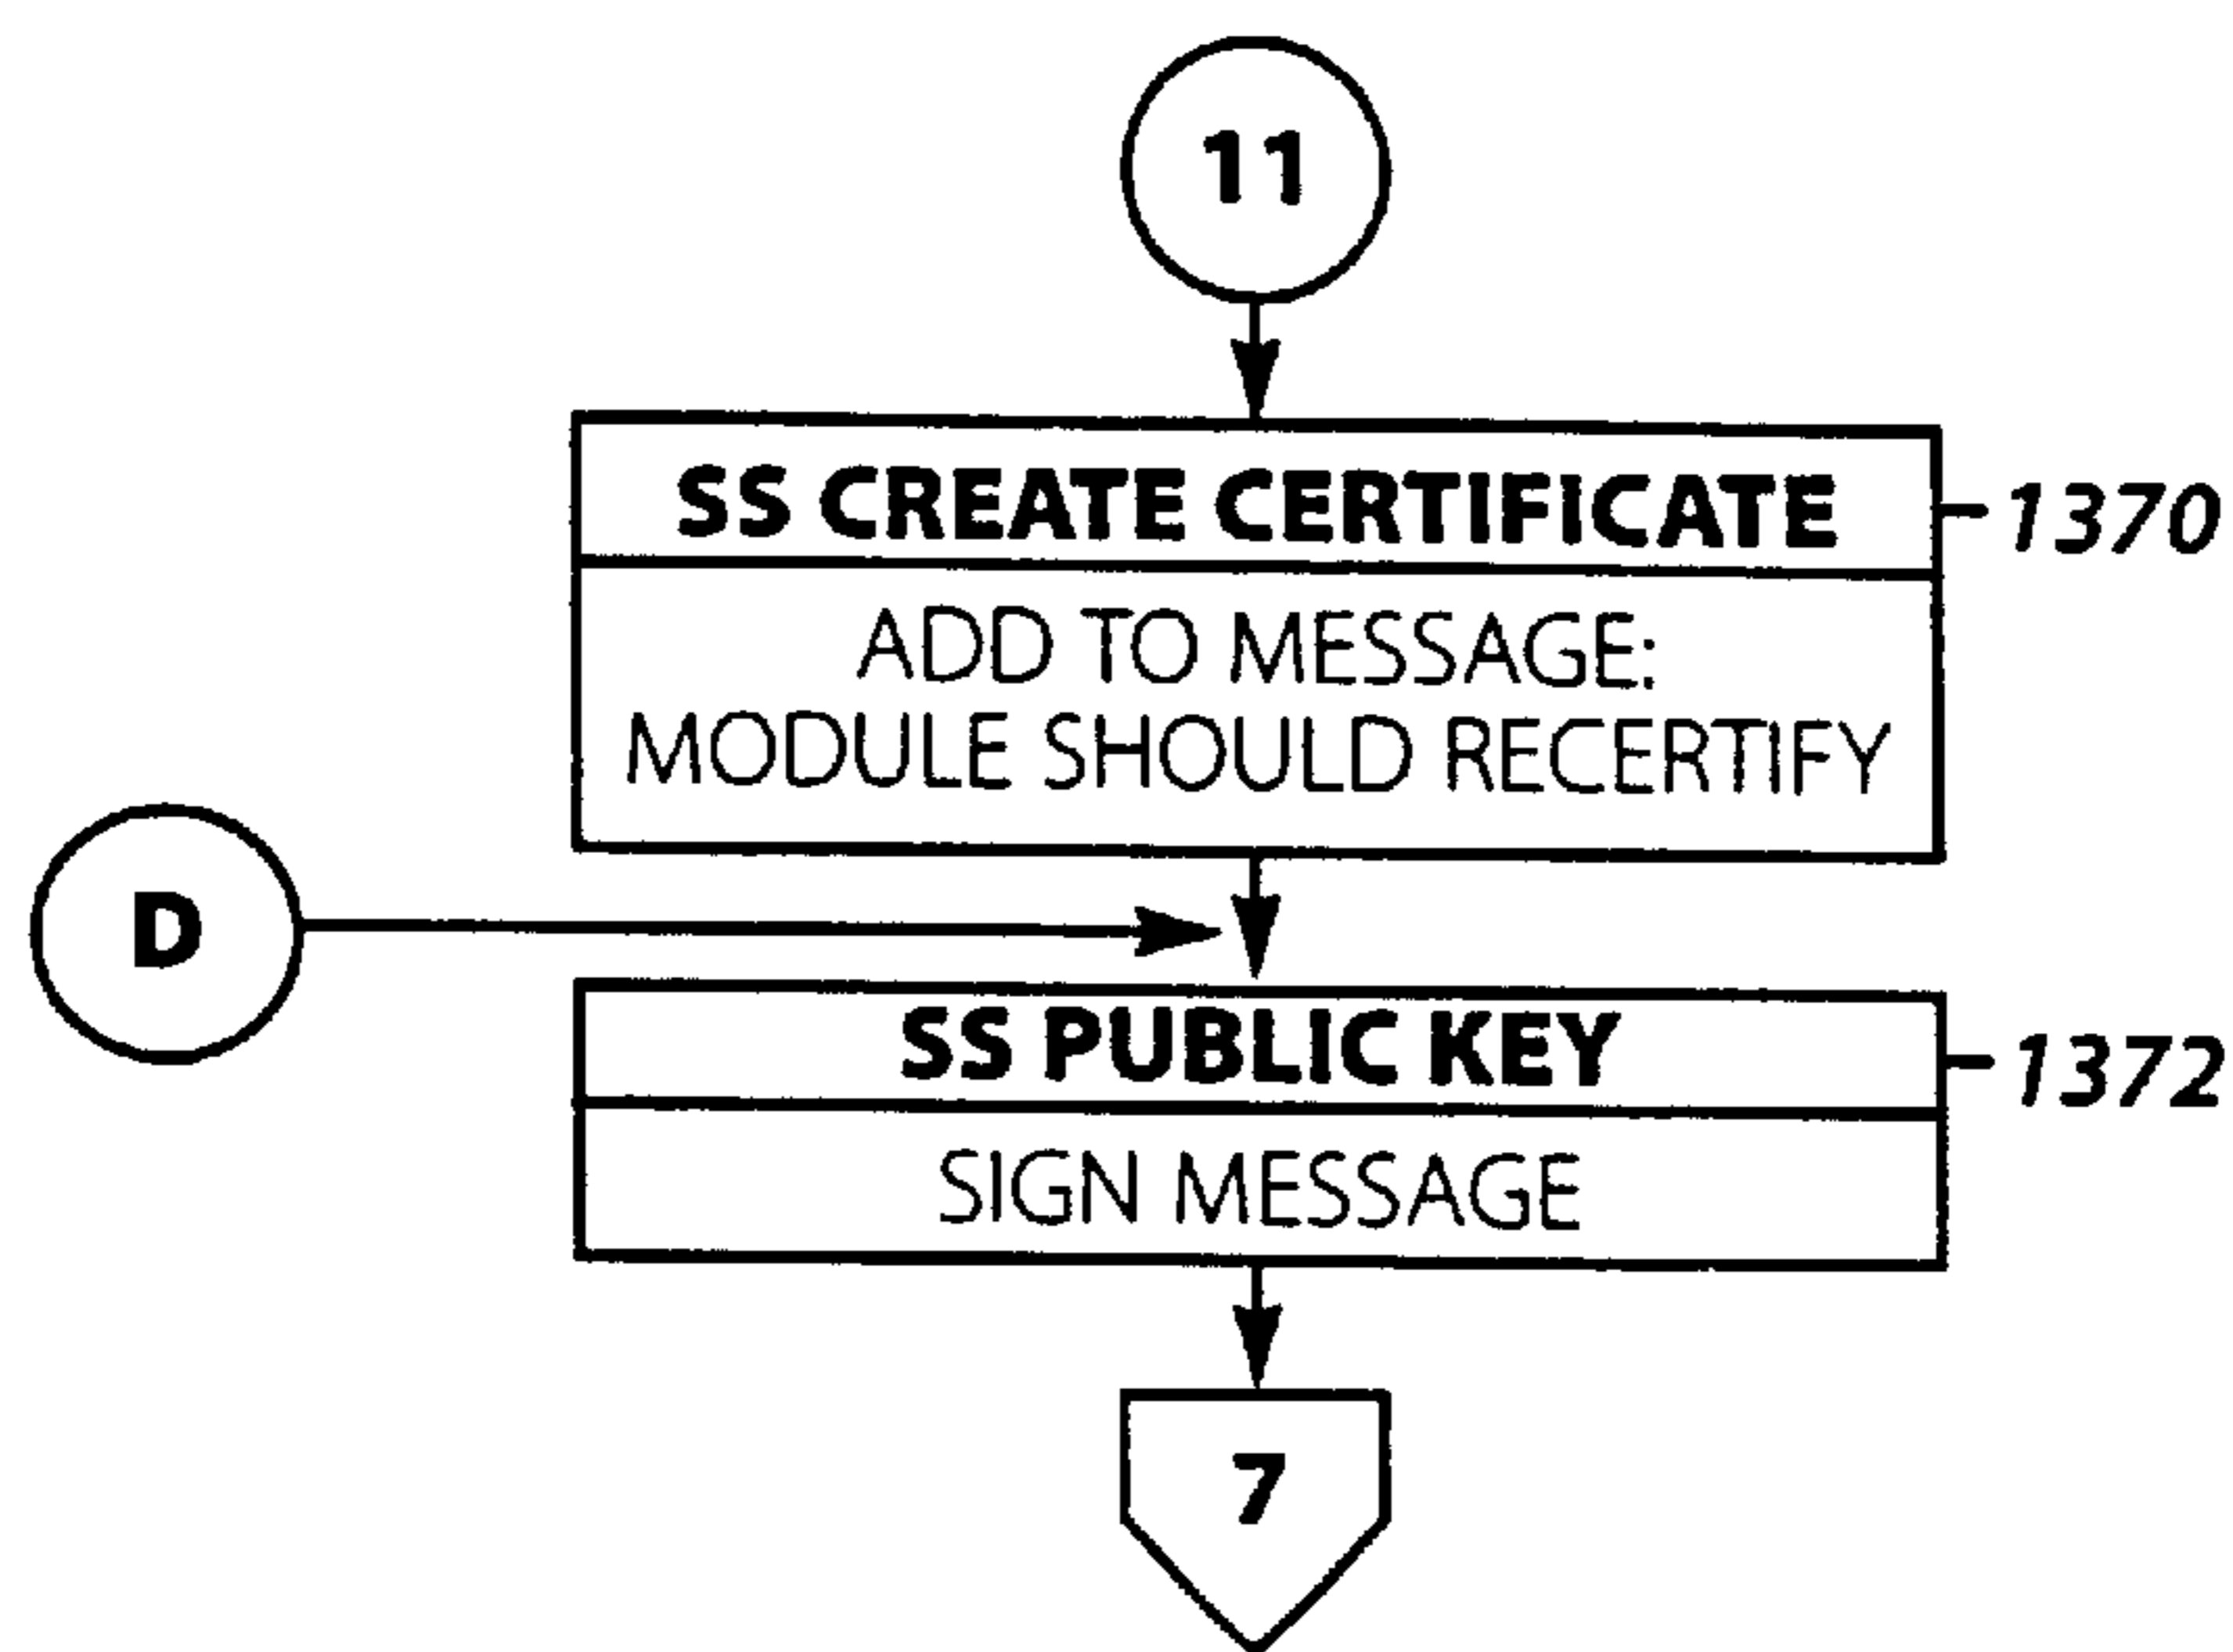 11
SS CREATE CERTIFICATE
1370
ADD TO MESSAGE:
MODULE SHOULD RECERTIFY
D
SS PUBLIC KEY
1372
SIGN MESSAGE
7